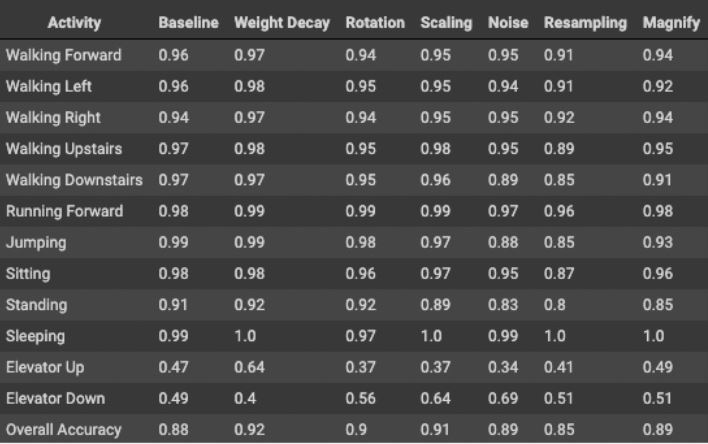 Activity Baseline Weight Decay Rotation Scaling Noise Resampling Magnify
Walking Forward 0.96 0.97 0.94 0.95 0.95 0.91 0.94
Walking Left 0.96 0.98 0.95 0.95 0.94 0.91 0.92
Walking Right 0.94 0.97 0.94 0.95 0.95 0.92 0.94
Walking Upstairs 0.97 0.98 0.95 0.98 0.95 0.89 0.95
Walking Downstairs 0.97 0.97 0.95 0.96 0.89 0.85 0.91
Running Forward 0.98 0.99 0.99 0.99 0.97 0.96 0.98
Jumping 0.99 0.99 0.98 0.97 0.88 0.85 0.93
Sitting 0.98 0.98 0.96 0.97 0.95 0.87 0.96
Standing 0.91 0.92 0.92 0.89 0.83 0.8 0.85
Sleeping 0.99 1.0 0.97 1.0 0.99 1.0 1.0
Elevator Up 0.47 0.64 0.37 0.37 0.34 0.41 0.49
Elevator Down 0.49 0.4 0.56 0.64 0.69 0.51 0.51
Overall Accuracy 0.88 0.92 0.9 0.91 0.89 0.85 0.89